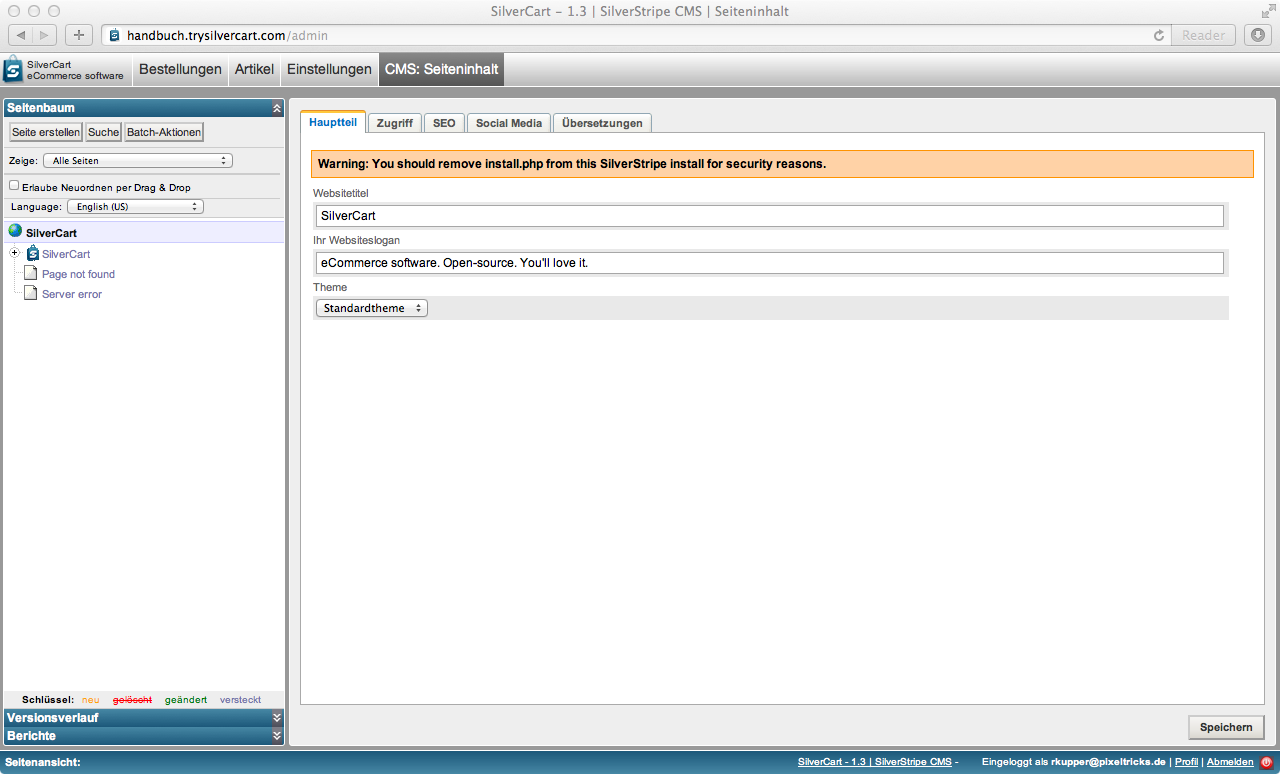 SilverCart – 1.3 | SilverStripe CMS | Seiteninhalt
handbuch.trysilvercart.com/admin
Reader
SilverCart
eCommerce software
Bestellungen
Artikel
Einstellungen
CMS: Seiteninhalt
Seitenbaum
Seite erstellen
Suche
Batch-Aktionen
Zeige: Alle Seiten
Erlaube Neuordnen per Drag & Drop
Language: English (US)
SilverCart
SilverCart
Page not found
Server error
Schlüssel: neu gelöscht geändert versteckt
Versionsverlauf
Berichte
Hauptteil
Zugriff
SEO
Social Media
Übersetzungen
Warning: You should remove install.php from this SilverStripe install for security reasons.
Websitetitel
SilverCart
Ihr Websiteslogan
eCommerce software. Open-source. You'll love it.
Theme
Standardtheme
Speichern
Seitenansicht:
SilverCart - 1.3 | SilverStripe CMS -
Eingeloggt als rkupper@pixeltricks.de | Profil | Abmelden